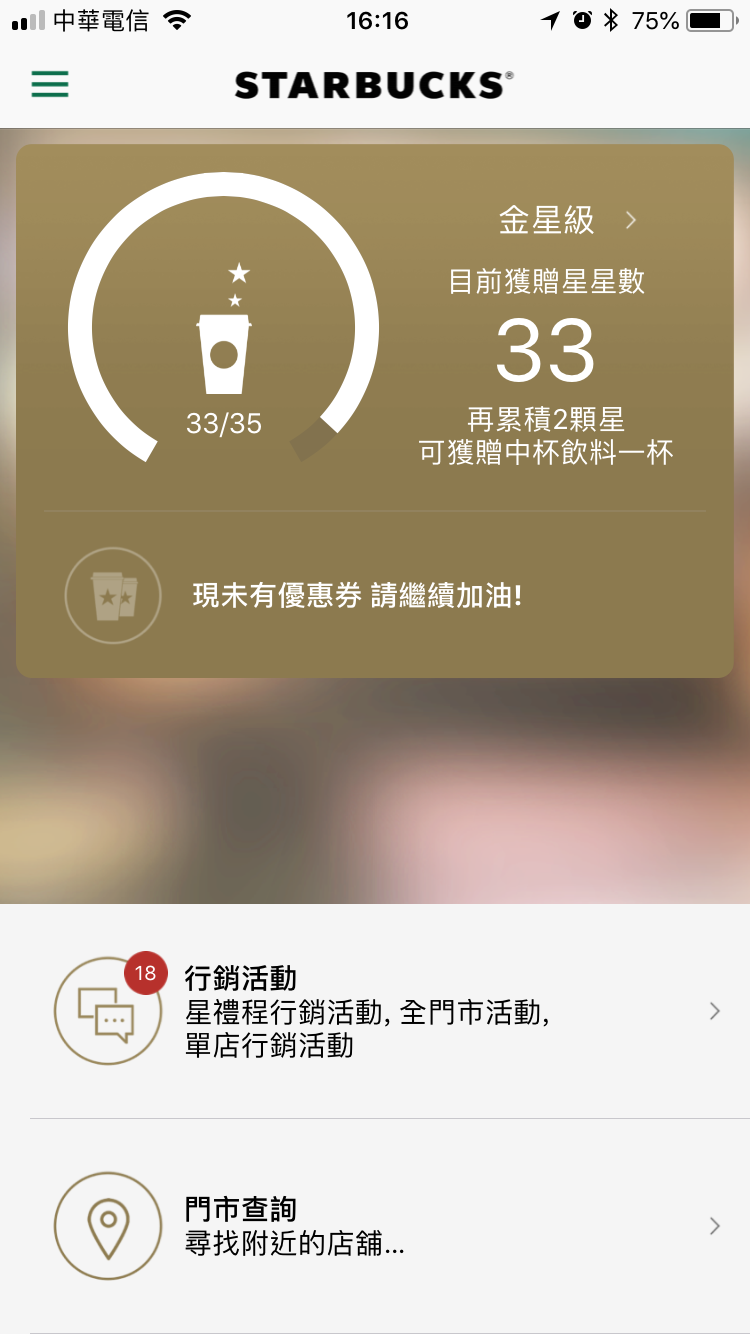 中華電信
16:16
75%
STARBUCKS®
金星級
目前獲贈星星數
33
33/35
再累積2顆星
可獲贈中杯飲料一杯
現未有優惠券 請繼續加油!
18
行銷活動
星禮程行銷活動, 全門市活動,
單店行銷活動
門市查詢
尋找附近的店舖...